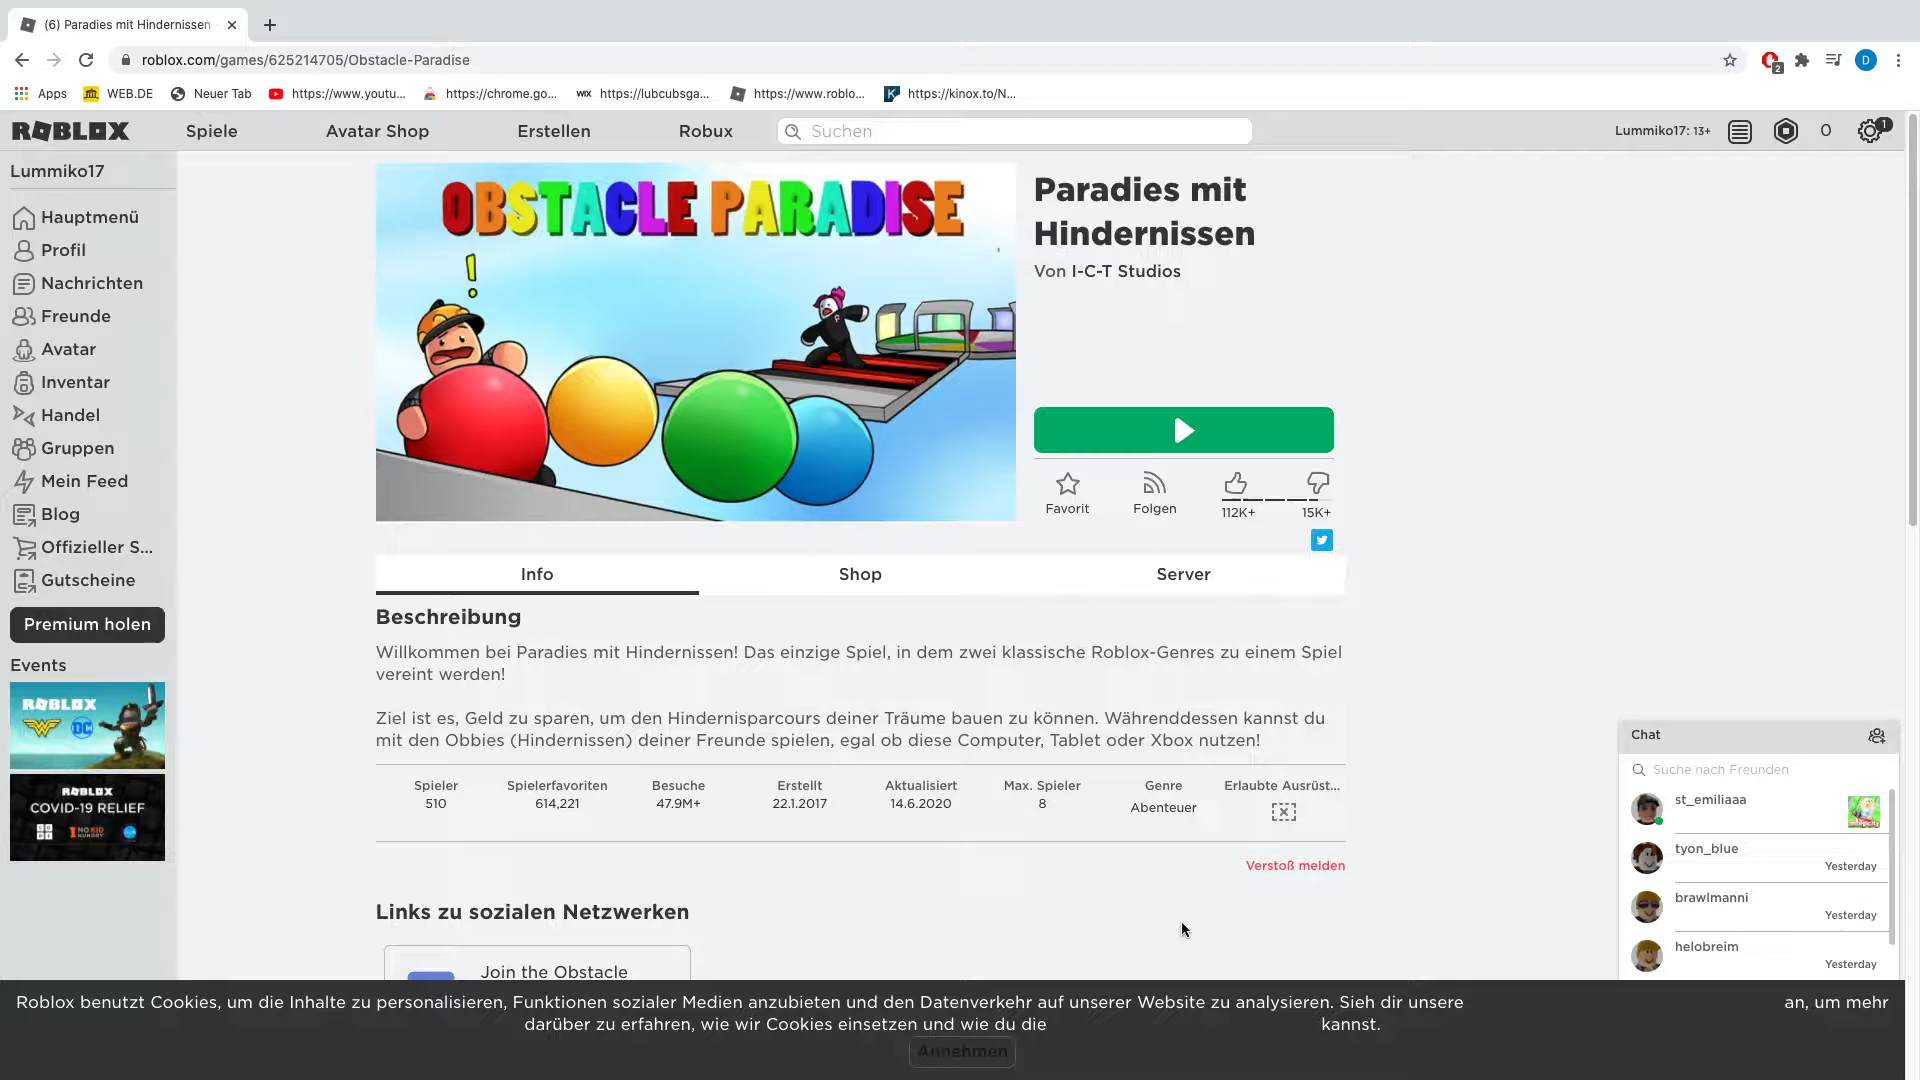 (6) Paradies mit Hindernissen
roblox.com/games/625214705/Obstacle-Paradise
2
D
Apps
WEB.DE
Neuer Tab
https://www.youtu...
https://chrome.go...
WIX
https://lubcubsga...
https://www.roblo...
K
https://kinox.to/N...
ROBLOX
Spiele
Avatar Shop
Erstellen
Robux
Suchen
Lummiko17: 13+
0
1
Lummiko17
Hauptmenü
Profil
Nachrichten
Freunde
Avatar
Inventar
Handel
Gruppen
Mein Feed
Blog
Offizieller S...
Gutscheine
Premium holen
Events
ROBLOX
DC
ROBLOX
COVID-19 RELIEF
NO KID
HUNGRY
OBSTACLE PARADISE
!
F
Paradies mit
Hindernissen
Von I-C-T Studios
Favorit
Folgen
112K+
15K+
Info
Shop
Server
Beschreibung
Willkommen bei Paradies mit Hindernissen! Das einzige Spiel, in dem zwei klassische Roblox-Genres zu einem Spiel
vereint werden!
Ziel ist es, Geld zu sparen, um den Hindernisparcours deiner Träume bauen zu können. Währenddessen kannst du
mit den Obbies (Hindernissen) deiner Freunde spielen, egal ob diese Computer, Tablet oder Xbox nutzen!
Spieler
510
Spielerfavoriten
614,221
Besuche
47.9M+
Erstellt
22.1.2017
Aktualisiert
14.6.2020
Max. Spieler
8
Genre
Abenteuer
Erlaubte Ausrüst...
Verstoß melden
Links zu sozialen Netzwerken
Join the Obstacle
Chat
Suche nach Freunden
st_emiliaaa
tyon_blue
Yesterday
brawlmanni
Yesterday
helobreim
Yesterday
Roblox benutzt Cookies, um die Inhalte zu personalisieren, Funktionen sozialer Medien anzubieten und den Datenverkehr auf unserer Website zu analysieren. Sieh dir unsere an, um mehr
darüber zu erfahren, wie wir Cookies einsetzen und wie du die kannst.
Annehmen